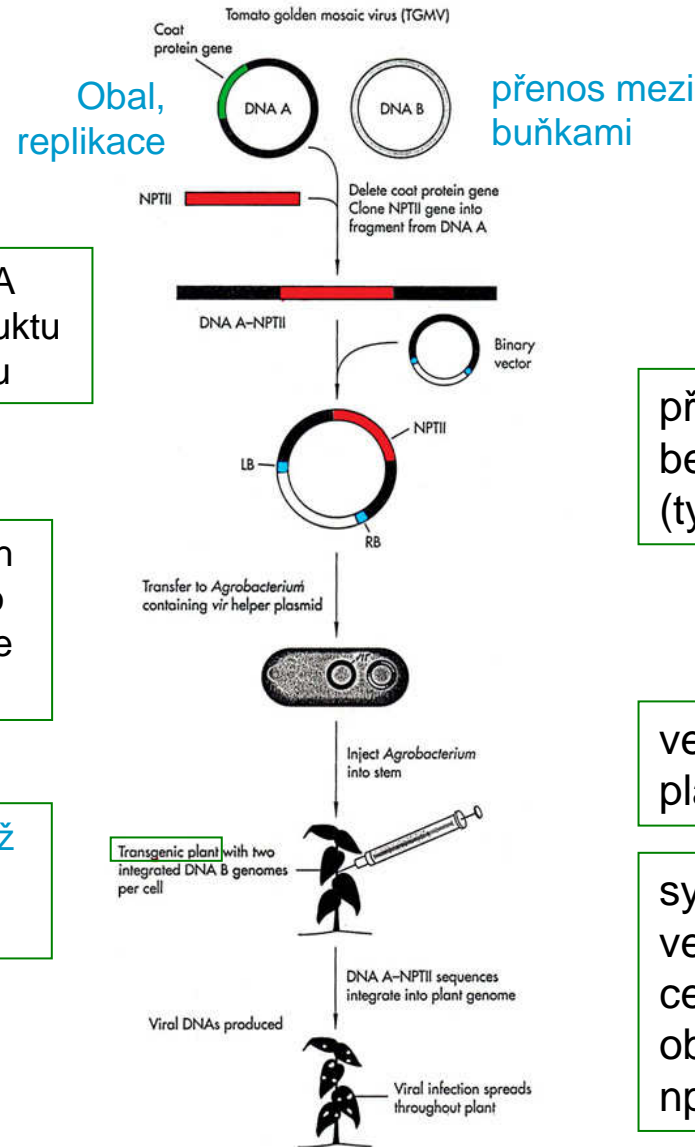 Tomato golden mosaic virus (TGMV)
Coat
protein gene
Obal,
replikace
DNA A
DNA B
přenos mezi
buňkami
NPTII
Delete coat protein gene
Clone NPTII gene into
fragment from DNA A
A
uktu
u
DNA A–NPTII
Binary
vector
NPTII
LB
RB
př
be
(ty
n
o
e
Transfer to Agrobacterium
containing vir helper plasmid
Inject Agrobacterium
into stem
ve
pla
ž
Transgenic plant with two
integrated DNA B genomes
per cell
sy
ve
ce
ob
np
DNA A–NPTII sequences
integrate into plant genome
Viral DNAs produced
Viral infection spreads
throughout plant